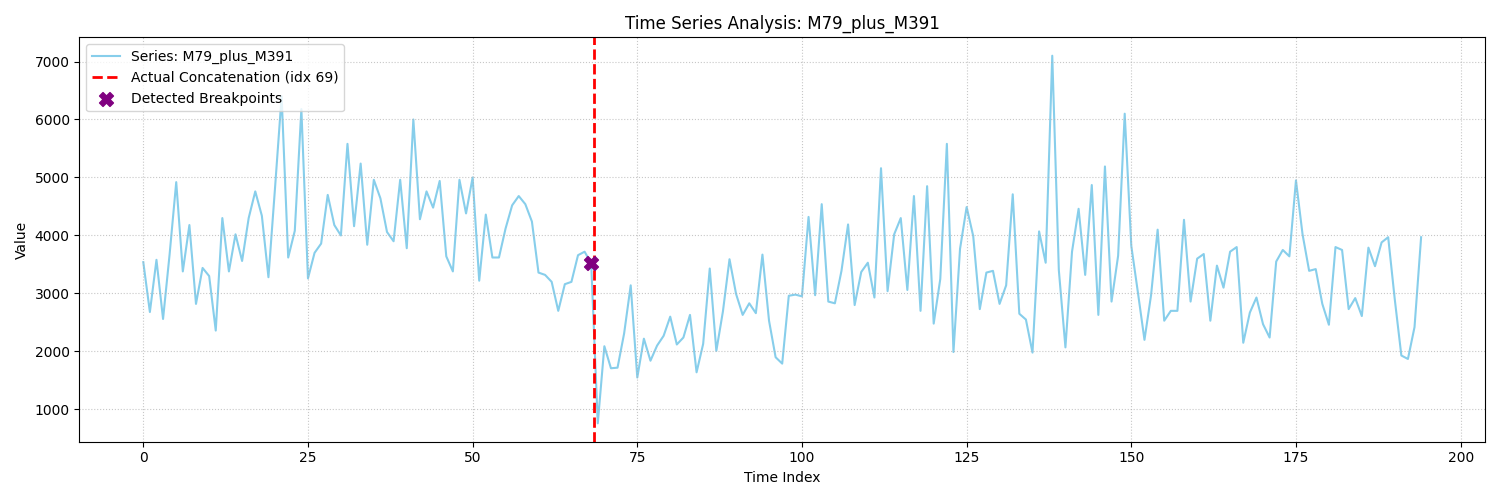 Time Series Analysis: M79_plus_M391
Series: M79_plus_M391
Actual Concatenation (idx 69)
Detected Breakpoints
Value
7000
6000
5000
4000
3000
2000
1000
0 25 50 75 100 125 150 175 200
Time Index